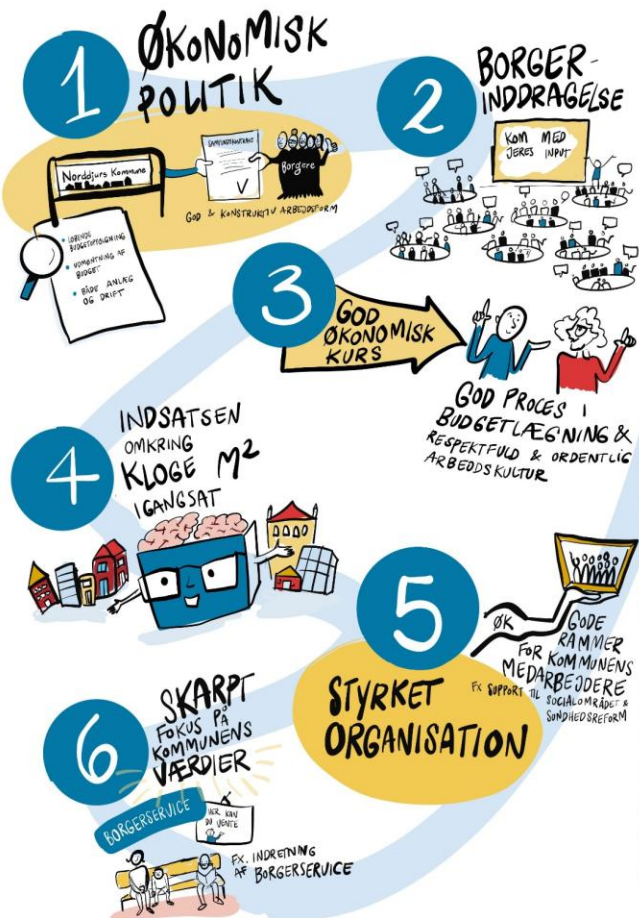 1
ØKONOMISK
POLITIK
Norddjurs Kommune
SAMFUNDSKONTRAKT
Borgere
GOD & KONSTRUKTIV ARBEJDSFORM
• LØBENDE
BUDGETOPFØLGNING
• UDMØNTNING AF
BUDGET
• BÅDE ANLÆG
OG DRIFT
2
BORGER-
INDDRAGELSE
KOM MED
JERES INPUT
3
GOD
ØKONOMISK
KURS
GOD PROCES I
BUDGETLÆGNING &
RESPEKTFULD & ORDENTLIG
ARBEJDSKULTUR
4
INDSATSEN
OMKRING
KLOGE M²
IGANGSAT
5
STYRKET
ORGANISATION
ØK
GODE
RAMMER
FOR KOMMUNENS
MEDARBEJDERE
FX SUPPORT TIL
SOCIALOMRÅDET &
SUNDHEDSREFORM
6
SKARPT
FOKUS PÅ
KOMMUNENS
VÆRDIER
BORGERSERVICE
HER KAN
DU VENTE
FX. INDRETNING
AF BORGERSERVICE